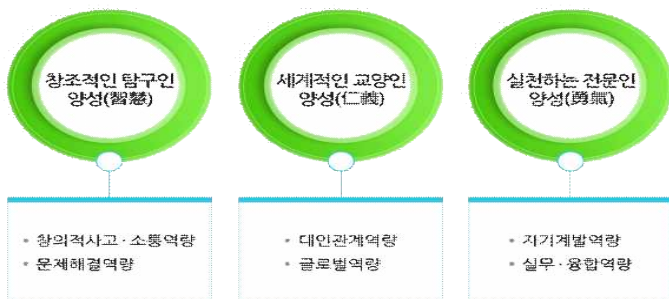 창조적인 탐구인
양성(智慧)
세계적인 교양인
양성(仁義)
실천하는 전문인
양성(勇氣)
• 창의적사고 · 소통역량
• 문제해결역량
• 대인관계역량
• 글로벌역량
• 자기계발역량
• 실무 · 융합역량